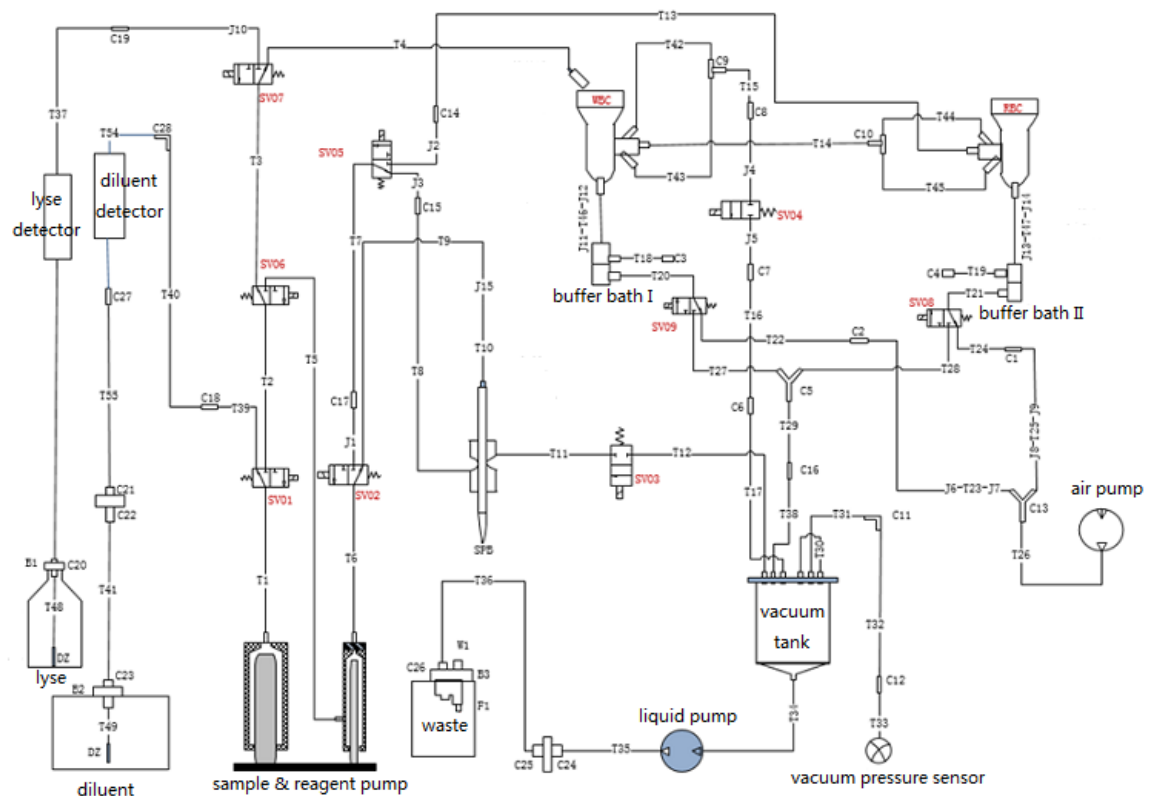 T13
C19
J10
T4
T42
C9
SV07
T15
WBC
RBC
T37
C14
C8
T44
T54
C28
SV05
J2
C10
T14
T3
J3
T43
J4
T45
lyse
detector
diluent
detector
C15
SV04
J11-T46-J12
J13-T47-J14
T7
T9
J5
SV06
T18
C3
C4
T19
C27
T40
J15
T20
C7
T21
buffer bath I
buffer bath II
SV08
SV09
T16
T5
T10
T22
C2
T24
C1
T8
T27
T28
T55
T2
C5
C18
T39
C17
C6
T29
J8-T25-J9
J1
T11
T12
C16
SV01
SV02
SV03
C21
C22
T17
J6-T23-J7
C13
air pump
T38
T31
C11
SPB
T30
B1
C20
T6
T26
T1
T36
T41
T48
vacuum
tank
T32
DZ
lyse
C23
B2
C26
W1
B3
C12
T49
F1
T34
DZ
waste
liquid pump
T33
C25
C24
T35
sample & reagent pump
vacuum pressure sensor
diluent